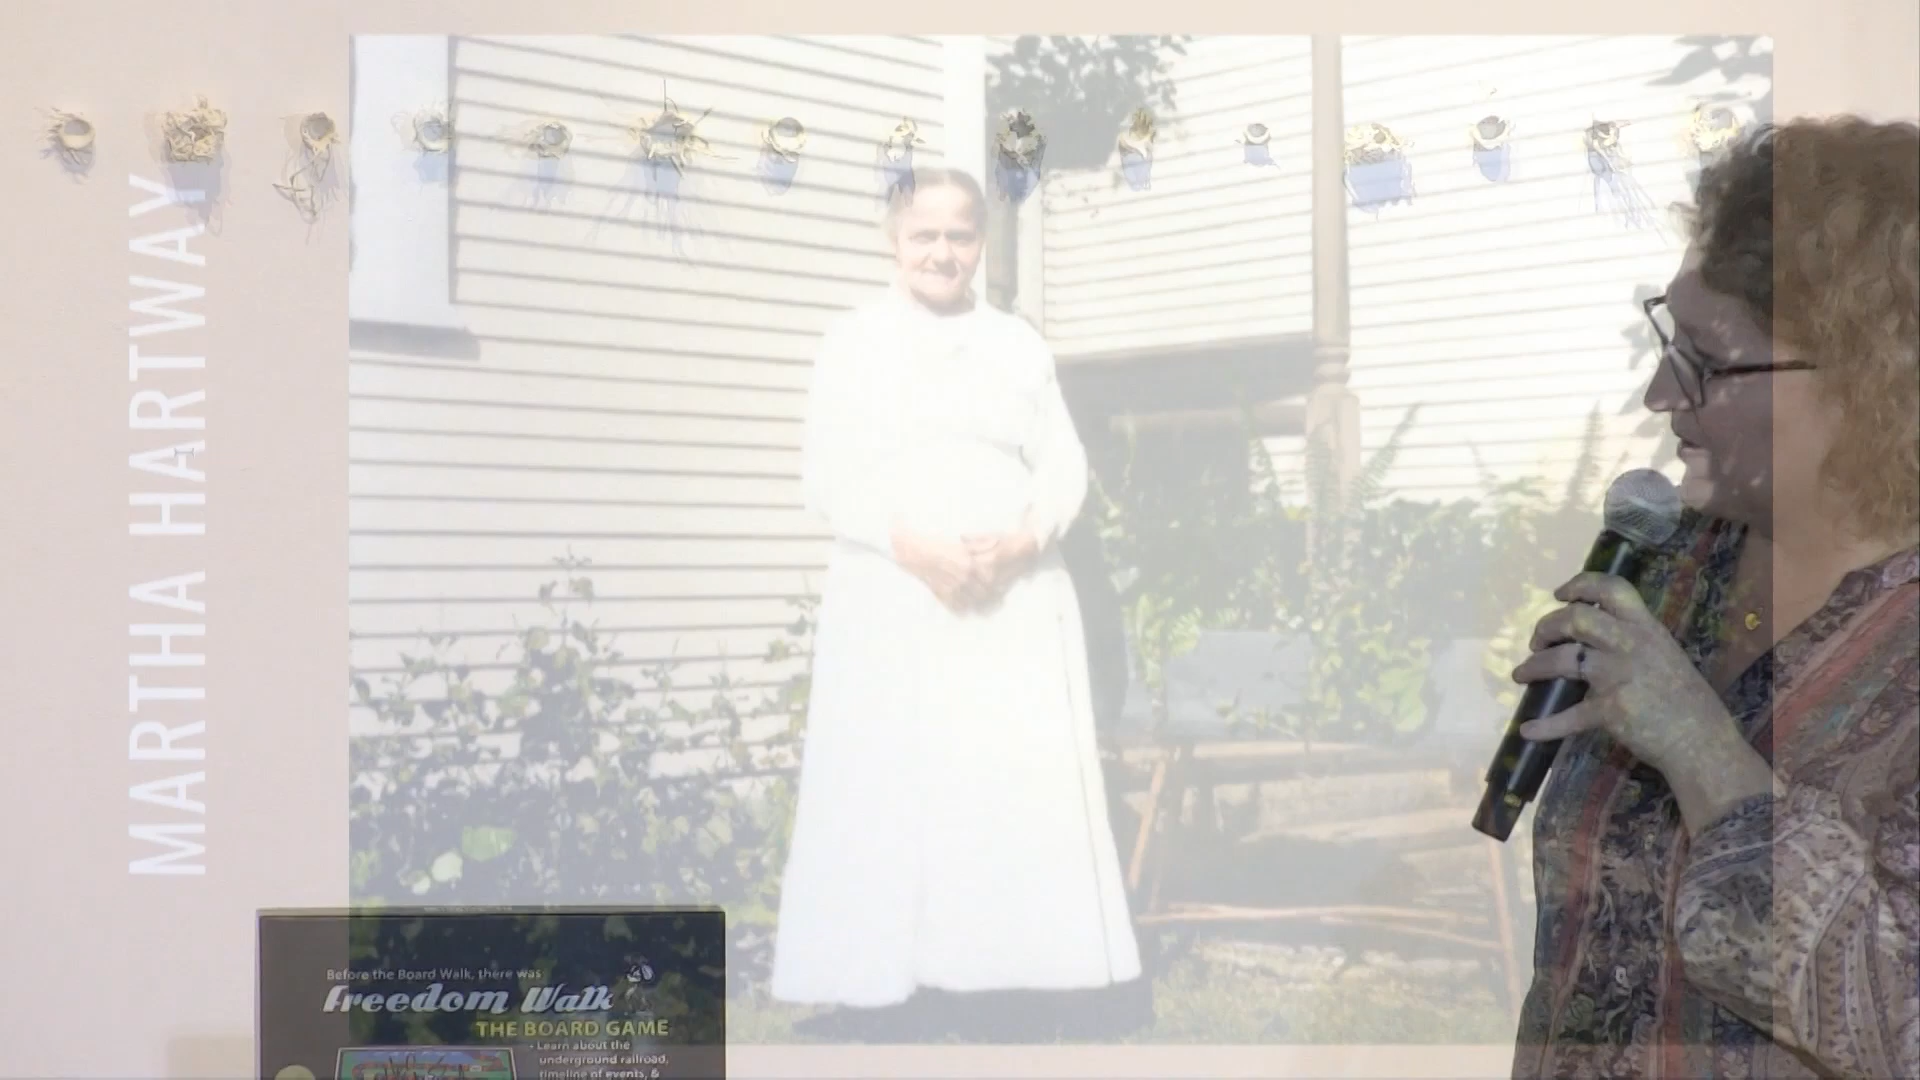 MARTHA HARTWAY
Before the Board Walk, there was
Freedom Walk
THE BOARD GAME
- Learn about the
underground railroad,
timeline of events, &